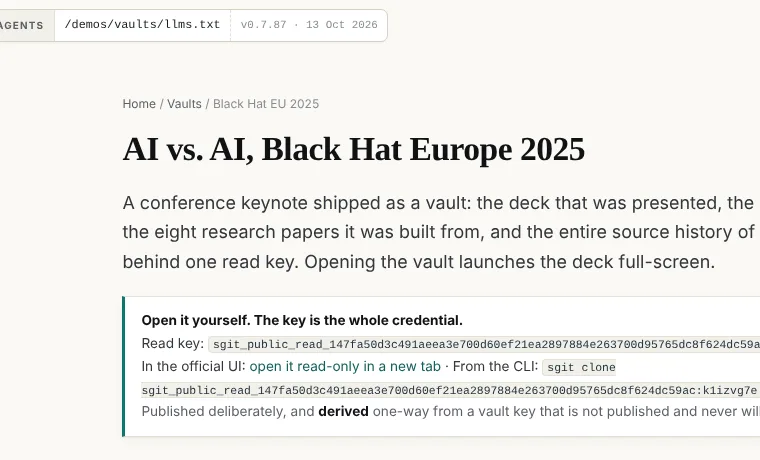 AGENTS /demos/vaults/llms.txt v0.7.87 · 13 Oct 2026
Home / Vaults / Black Hat EU 2025
AI vs. AI, Black Hat Europe 2025
A conference keynote shipped as a vault: the deck that was presented, the
the eight research papers it was built from, and the entire source history of
behind one read key. Opening the vault launches the deck full-screen.
Open it yourself. The key is the whole credential.
Read key: sgit_public_read_147fa50d3c491aeea3e700d60ef21ea2897884e263700d95765dc8f624dc59a
In the official UI: open it read-only in a new tab · From the CLI: sgit clone
sgit_public_read_147fa50d3c491aeea3e700d60ef21ea2897884e263700d95765dc8f624dc59ac:k1izvg7e
Published deliberately, and derived one-way from a vault key that is not published and never wil